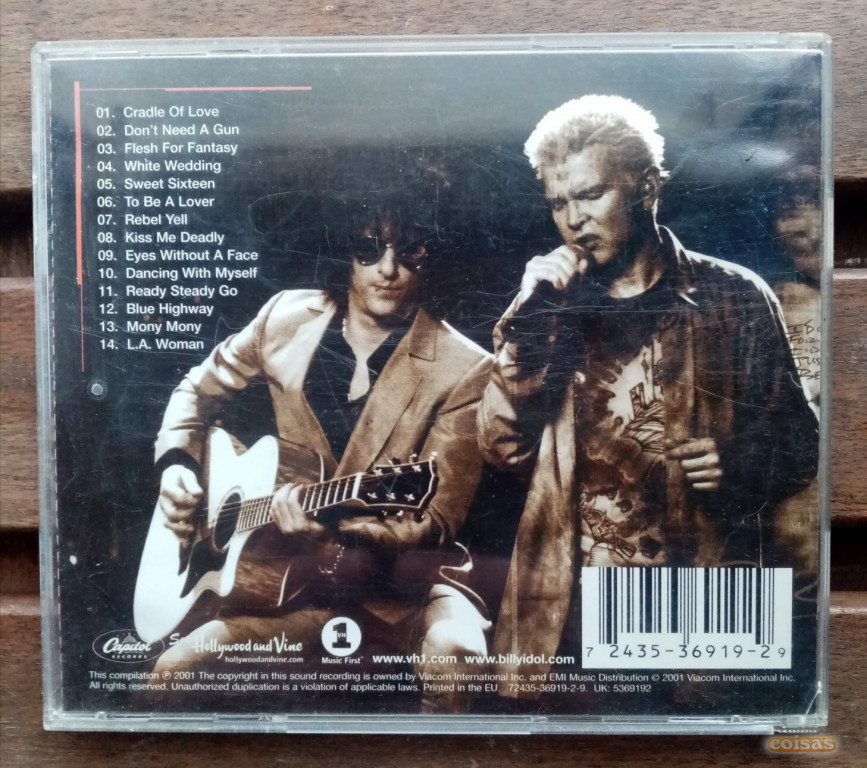 01. Cradle Of Love
02. Don't Need A Gun
03. Flesh For Fantasy
04. White Wedding
05. Sweet Sixteen
06. To Be A Lover
07. Rebel Yell
08. Kiss Me Deadly
09. Eyes Without A Face
10. Dancing With Myself
11. Ready Steady Go
12. Blue Highway
13. Mony Mony
14. L.A. Woman
Capitol
RECORDS
Hollywood and Vine
hollywoodandvine.com
VH
1
Music First
www.vh1.com www.billyidol.com
7 2435-36919-2 9
This compilation ℗ 2001 The copyright in this sound recording is owned by Viacom International Inc. and EMI Music Distribution © 2001 Viacom International Inc.
All rights reserved. Unauthorized duplication is a violation of applicable laws. Printed in the EU. 72435-36919-2-9. UK: 5369192
coisas